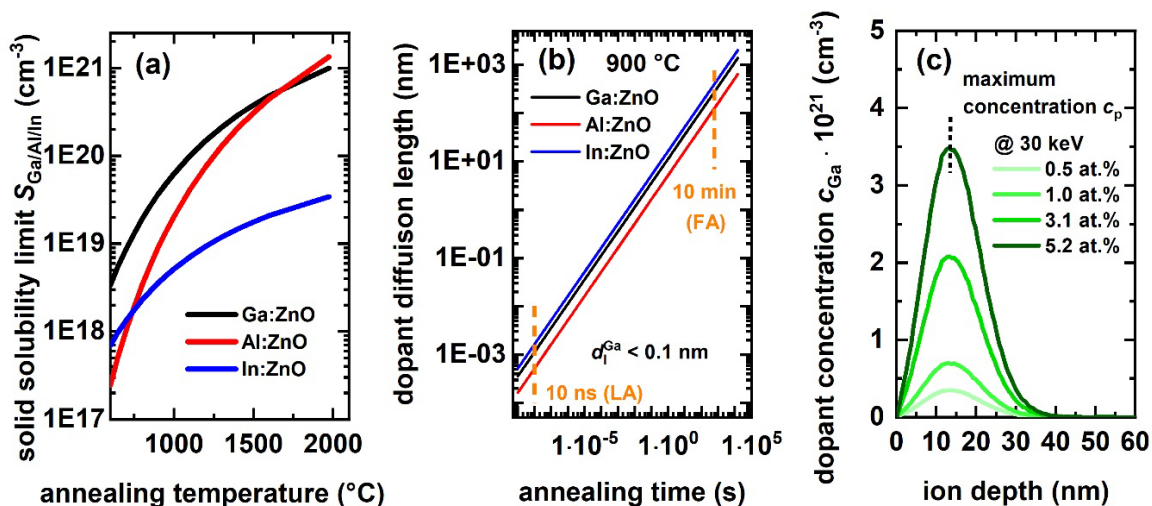 (a)
solid solubility limit S_Ga/Al/In (cm⁻³)
1E21
1E20
1E19
1E18
1E17
Ga:ZnO
Al:ZnO
In:ZnO
1000
1500
2000
annealing temperature (°C)
(b)
900 °C
dopant diffuison length (nm)
1E+03
1E+01
1E-01
1E-03
Ga:ZnO
Al:ZnO
In:ZnO
10 min
(FA)
d_l^Ga < 0.1 nm
10 ns (LA)
1·10⁻⁵
1·10⁰
1·10⁵
annealing time (s)
(c)
dopant concentration c_Ga · 10²¹ (cm⁻³)
5
4
3
2
1
0
maximum
concentration c_p
@ 30 keV
0.5 at.%
1.0 at.%
3.1 at.%
5.2 at.%
0
10
20
30
40
50
60
ion depth (nm)